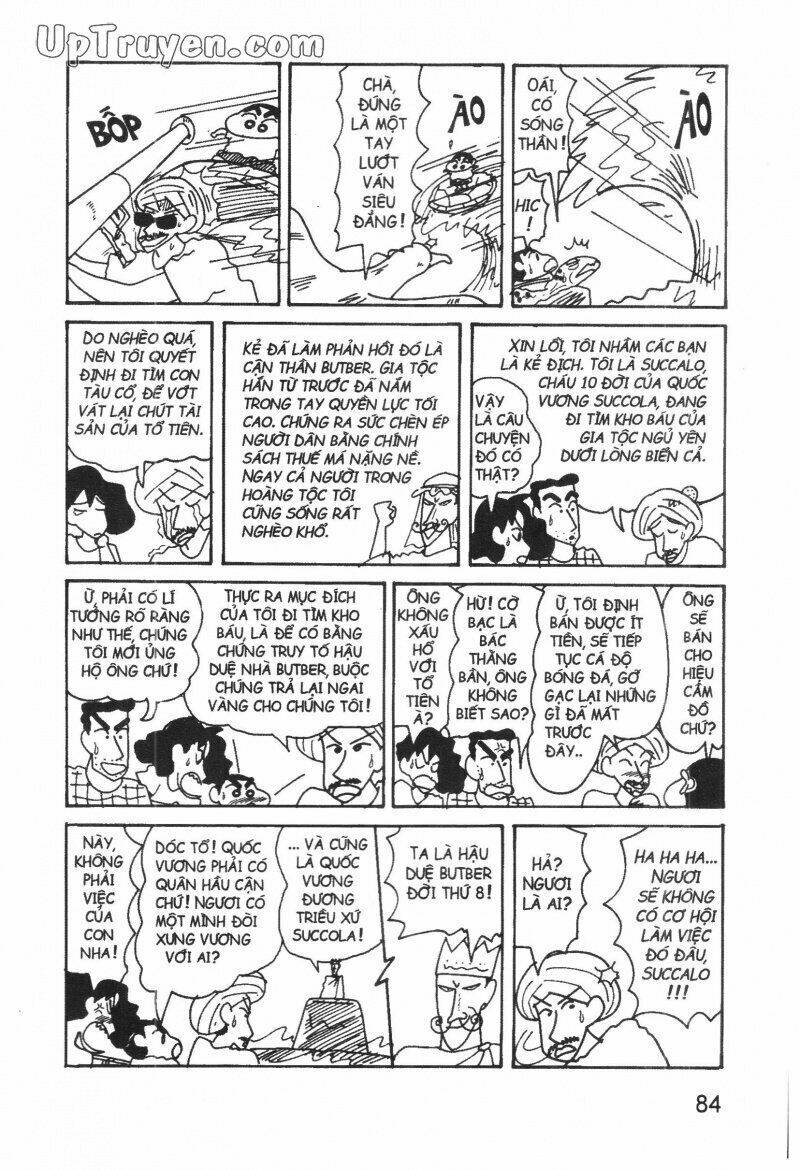 UpTruyen.com
OÁI,
CÓ
SÓNG
THẦN!
ÀO
HIC!
CHÀ,
ĐÚNG
LÀ MỘT
TAY
LƯỚT
VÁN
SIÊU
ĐẲNG!
ÀO
BỐP
XIN LỖI, TÔI NHẦM CÁC BẠN
LÀ KẺ ĐỊCH. TÔI LÀ SUCCALO,
CHÁU 10 ĐỜI CỦA QUỐC
VƯƠNG SUCCOLA, ĐANG
ĐI TÌM KHO BÁU CỦA
GIA TỘC NGỦ YÊN
DƯỚI LÒNG BIỂN CẢ.
VẬY
LÀ CÂU
CHUYỆN
ĐÓ CÓ
THẬT?
KẺ ĐÃ LÀM PHẢN HỒI ĐÓ LÀ
CẬN THẦN BUTBER. GIA TỘC
HẮN TỪ TRƯỚC ĐÃ NẮM
TRONG TAY QUYỀN LỰC TỐI
CAO. CHÚNG RA SỨC CHÈN ÉP
NGƯỜI DÂN BẰNG CHÍNH
SÁCH THUẾ MÁ NẶNG NỀ.
NGAY CẢ NGƯỜI TRONG
HOÀNG TỘC TÔI
CŨNG SỐNG RẤT
NGHÈO KHỔ.
DO NGHÈO QUÁ,
NÊN TÔI QUYẾT
ĐỊNH ĐI TÌM CON
TÀU CỔ, ĐỂ VỚT
VÁT LẠI CHÚT TÀI
SẢN CỦA TỔ TIÊN.
ÔNG
SẼ
BÁN
CHO
HIỆU
CẦM
ĐỒ
CHỨ?
Ừ, TÔI ĐỊNH
BÁN ĐƯỢC ÍT
TIỀN, SẼ TIẾP
TỤC CÁ ĐỘ
BÓNG ĐÁ, GỠ
GẠC LẠI NHỮNG
GÌ ĐÃ MẤT
TRƯỚC
ĐÂY..
HỪ! CỜ
BẠC LÀ
BÁC
THẰNG
BẦN, ÔNG
KHÔNG
BIẾT SAO?
ÔNG
KHÔNG
XẤU
HỔ
VỚI
TỔ
TIÊN
À?
THỰC RA MỤC ĐÍCH
CỦA TÔI ĐI TÌM KHO
BÁU, LÀ ĐỂ CÓ BẰNG
CHỨNG TRUY TỐ HẬU
DUỆ NHÀ BUTBER, BUỘC
CHÚNG TRẢ LẠI NGAI
VÀNG CHO CHÚNG TÔI!
Ừ, PHẢI CÓ LÍ
TƯỞNG RÕ RÀNG
NHƯ THẾ, CHÚNG
TÔI MỚI ỦNG
HỘ ÔNG CHỨ!
HA HA HA...
NGƯƠI
SẼ KHÔNG
CÓ CƠ HỘI
LÀM VIỆC
ĐÓ ĐÂU,
SUCCALO
!!!
HẢ?
NGƯƠI
LÀ AI?
TA LÀ HẬU
DUỆ BUTBER
ĐỜI THỨ 8!
... VÀ CŨNG
LÀ QUỐC
VƯƠNG
ĐƯƠNG
TRIỀU XỨ
SUCCOLA!
DÓC TỔ! QUỐC
VƯƠNG PHẢI CÓ
QUÂN HẦU CẬN
CHỨ! NGƯƠI CÓ
MỘT MÌNH ĐÒI
XƯNG VƯƠNG
VỚI AI?
NÀY,
KHÔNG
PHẢI
VIỆC
CỦA
CON
NHA!
84